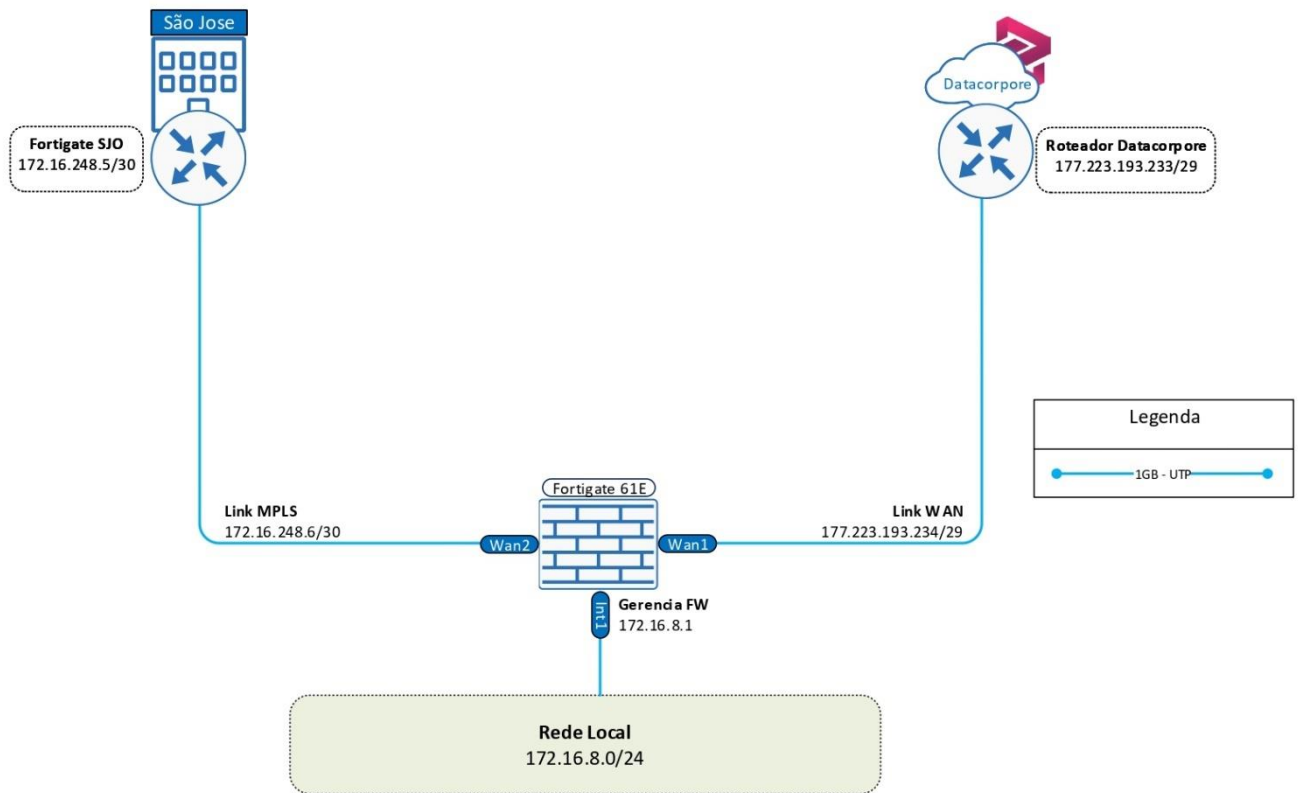 São Jose
Fortigate SJO
172.16.248.5/30
Datacorpore
Roteador Datacorpore
177.223.193.233/29
Legenda
1GB - UTP
Fortigate 61E
Link MPLS
172.16.248.6/30
Wan2
Wan1
Link WAN
177.223.193.234/29
Int1
Gerencia FW
172.16.8.1
Rede Local
172.16.8.0/24